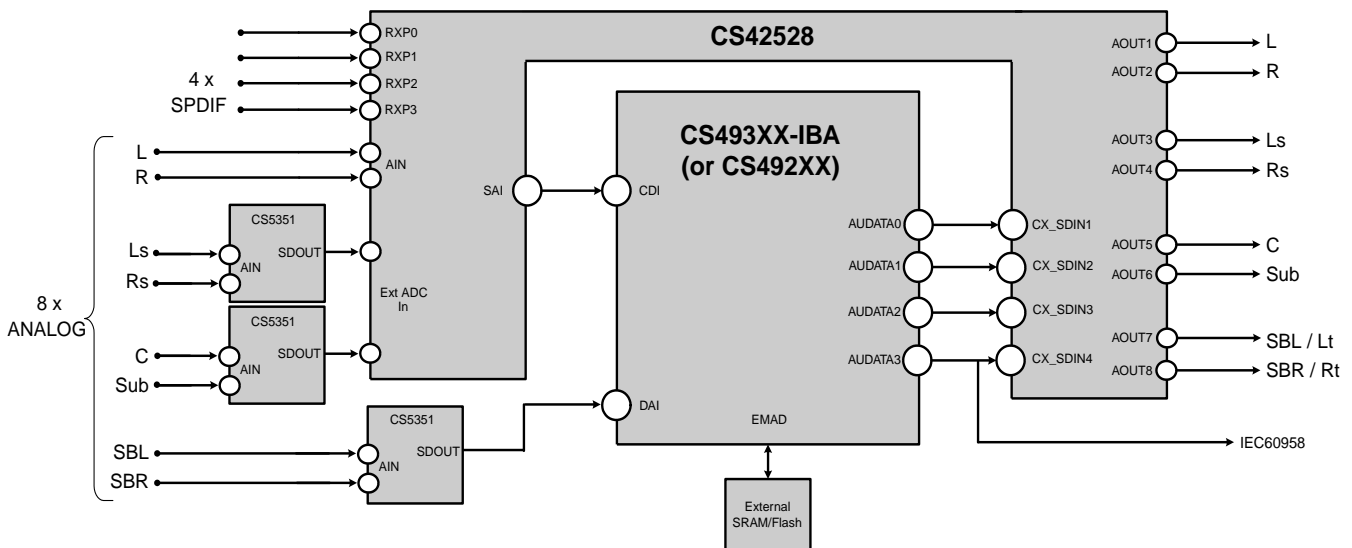 CS42528
RXP0
RXP1
RXP2
RXP3
4 x
SPDIF
AIN
L
R
CS5351
Ls
Rs
AIN
SDOUT
Ext ADC
In
8 x
ANALOG
CS5351
C
Sub
AIN
SDOUT
CS5351
SBL
SBR
AIN
SDOUT
SAI
CS493XX-IBA
(or CS492XX)
CDI
DAI
EMAD
AUDATA0
AUDATA1
AUDATA2
AUDATA3
External
SRAM/Flash
CX_SDIN1
CX_SDIN2
CX_SDIN3
CX_SDIN4
AOUT1
L
AOUT2
R
AOUT3
Ls
AOUT4
Rs
AOUT5
C
AOUT6
Sub
AOUT7
SBL / Lt
AOUT8
SBR / Rt
IEC60958